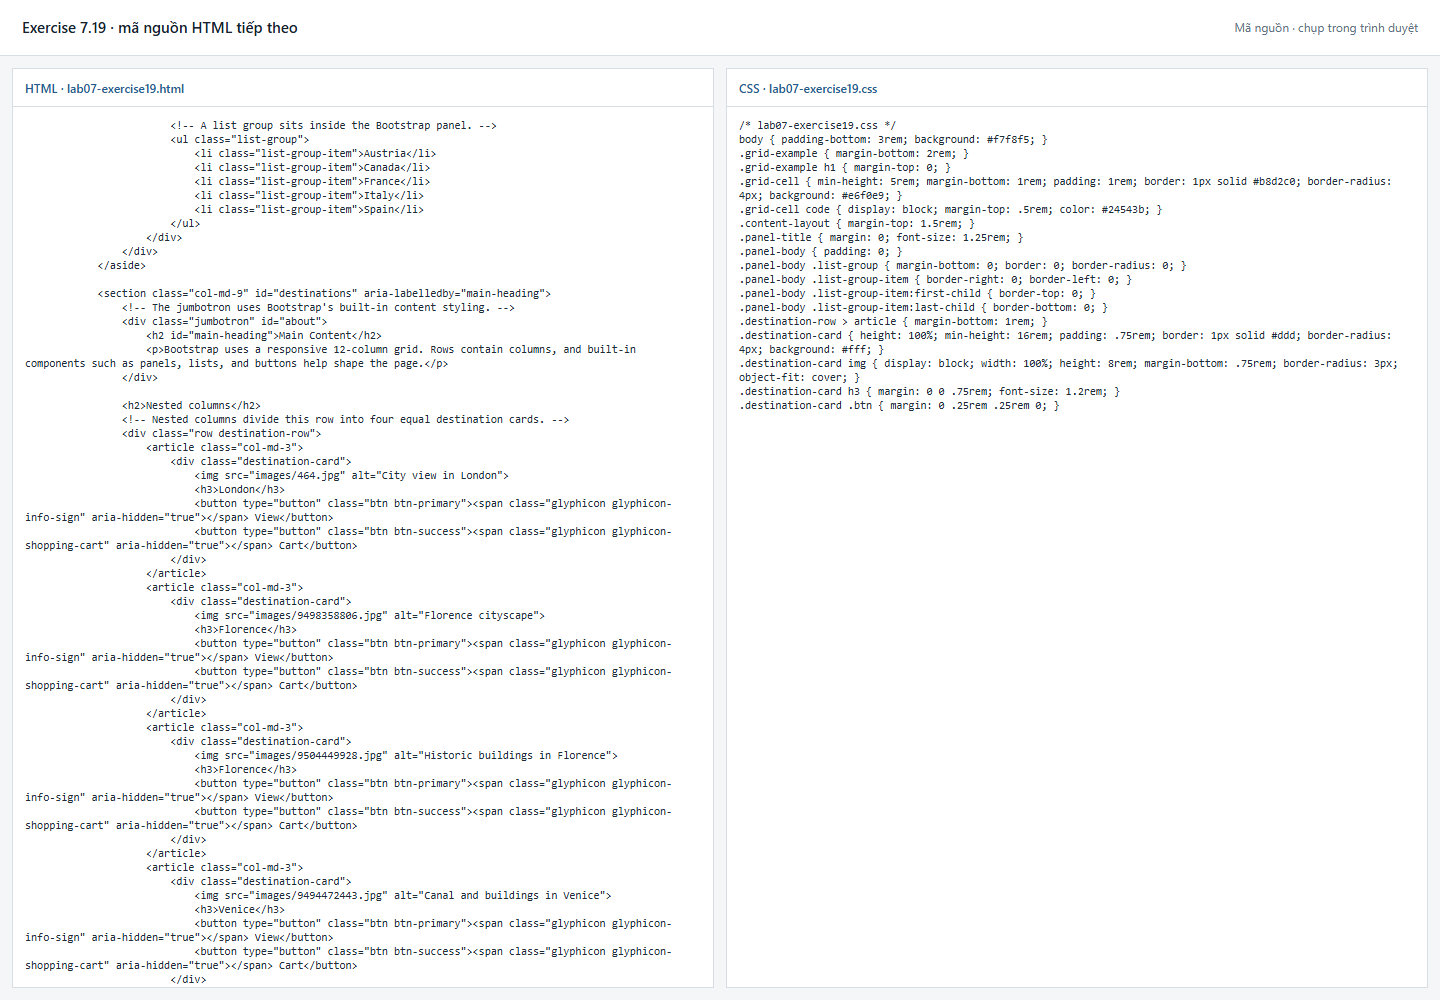 Exercise 7.19 · mã nguồn HTML tiếp theo
Mã nguồn · chụp trong trình duyệt
HTML · lab07-exercise19.html
<!-- A list group sits inside the Bootstrap panel. -->
<ul class="list-group">
<li class="list-group-item">Austria</li>
<li class="list-group-item">Canada</li>
<li class="list-group-item">France</li>
<li class="list-group-item">Italy</li>
<li class="list-group-item">Spain</li>
</ul>
</div>
</div>
</aside>
<section class="col-md-9" id="destinations" aria-labelledby="main-heading">
<!-- The jumbotron uses Bootstrap's built-in content styling. -->
<div class="jumbotron" id="about">
<h2 id="main-heading">Main Content</h2>
<p>Bootstrap uses a responsive 12-column grid. Rows contain columns, and built-in
components such as panels, lists, and buttons help shape the page.</p>
</div>
<h2>Nested columns</h2>
<!-- Nested columns divide this row into four equal destination cards. -->
<div class="row destination-row">
<article class="col-md-3">
<div class="destination-card">
<img src="images/464.jpg" alt="City view in London">
<h3>London</h3>
<button type="button" class="btn btn-primary"><span class="glyphicon glyphicon-
info-sign" aria-hidden="true"></span> View</button>
<button type="button" class="btn btn-success"><span class="glyphicon glyphicon-
shopping-cart" aria-hidden="true"></span> Cart</button>
</div>
</article>
<article class="col-md-3">
<div class="destination-card">
<img src="images/9498358806.jpg" alt="Florence cityscape">
<h3>Florence</h3>
<button type="button" class="btn btn-primary"><span class="glyphicon glyphicon-
info-sign" aria-hidden="true"></span> View</button>
<button type="button" class="btn btn-success"><span class="glyphicon glyphicon-
shopping-cart" aria-hidden="true"></span> Cart</button>
</div>
</article>
<article class="col-md-3">
<div class="destination-card">
<img src="images/9504449928.jpg" alt="Historic buildings in Florence">
<h3>Florence</h3>
<button type="button" class="btn btn-primary"><span class="glyphicon glyphicon-
info-sign" aria-hidden="true"></span> View</button>
<button type="button" class="btn btn-success"><span class="glyphicon glyphicon-
shopping-cart" aria-hidden="true"></span> Cart</button>
</div>
</article>
<article class="col-md-3">
<div class="destination-card">
<img src="images/9494472443.jpg" alt="Canal and buildings in Venice">
<h3>Venice</h3>
<button type="button" class="btn btn-primary"><span class="glyphicon glyphicon-
info-sign" aria-hidden="true"></span> View</button>
<button type="button" class="btn btn-success"><span class="glyphicon glyphicon-
shopping-cart" aria-hidden="true"></span> Cart</button>
</div>
CSS · lab07-exercise19.css
/* lab07-exercise19.css */
body { padding-bottom: 3rem; background: #f7f8f5; }
.grid-example { margin-bottom: 2rem; }
.grid-example h1 { margin-top: 0; }
.grid-cell { min-height: 5rem; margin-bottom: 1rem; padding: 1rem; border: 1px solid #b8d2c0; border-radius:
4px; background: #e6f0e9; }
.grid-cell code { display: block; margin-top: .5rem; color: #24543b; }
.content-layout { margin-top: 1.5rem; }
.panel-title { margin: 0; font-size: 1.25rem; }
.panel-body { padding: 0; }
.panel-body .list-group { margin-bottom: 0; border: 0; border-radius: 0; }
.panel-body .list-group-item { border-right: 0; border-left: 0; }
.panel-body .list-group-item:first-child { border-top: 0; }
.panel-body .list-group-item:last-child { border-bottom: 0; }
.destination-row > article { margin-bottom: 1rem; }
.destination-card { height: 100%; min-height: 16rem; padding: .75rem; border: 1px solid #ddd; border-radius:
4px; background: #fff; }
.destination-card img { display: block; width: 100%; height: 8rem; margin-bottom: .75rem; border-radius: 3px;
object-fit: cover; }
.destination-card h3 { margin: 0 0 .75rem; font-size: 1.2rem; }
.destination-card .btn { margin: 0 .25rem .25rem 0; }